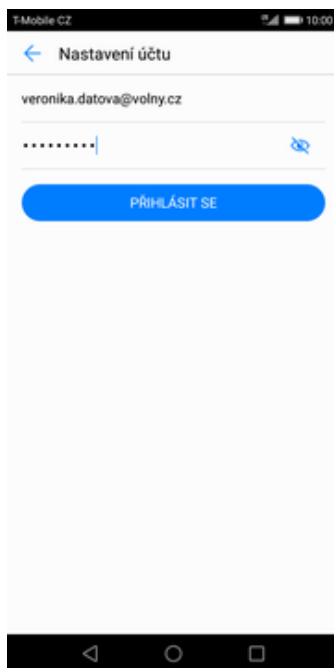 T-Mobile CZ 10:00
Nastavení účtu
veronika.datova@volny.cz
•••••••••
PŘIHLÁSIT SE